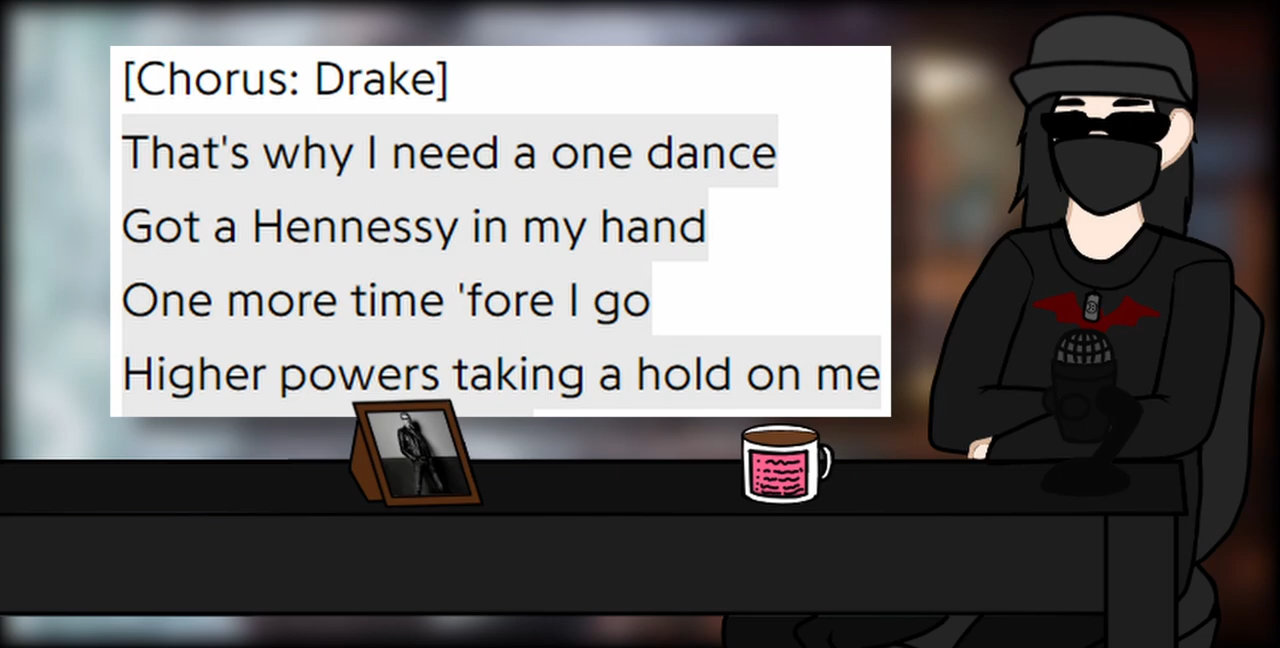 [Chorus: Drake]
That's why I need a one dance
Got a Hennessy in my hand
One more time 'fore I go
Higher powers taking a hold on me